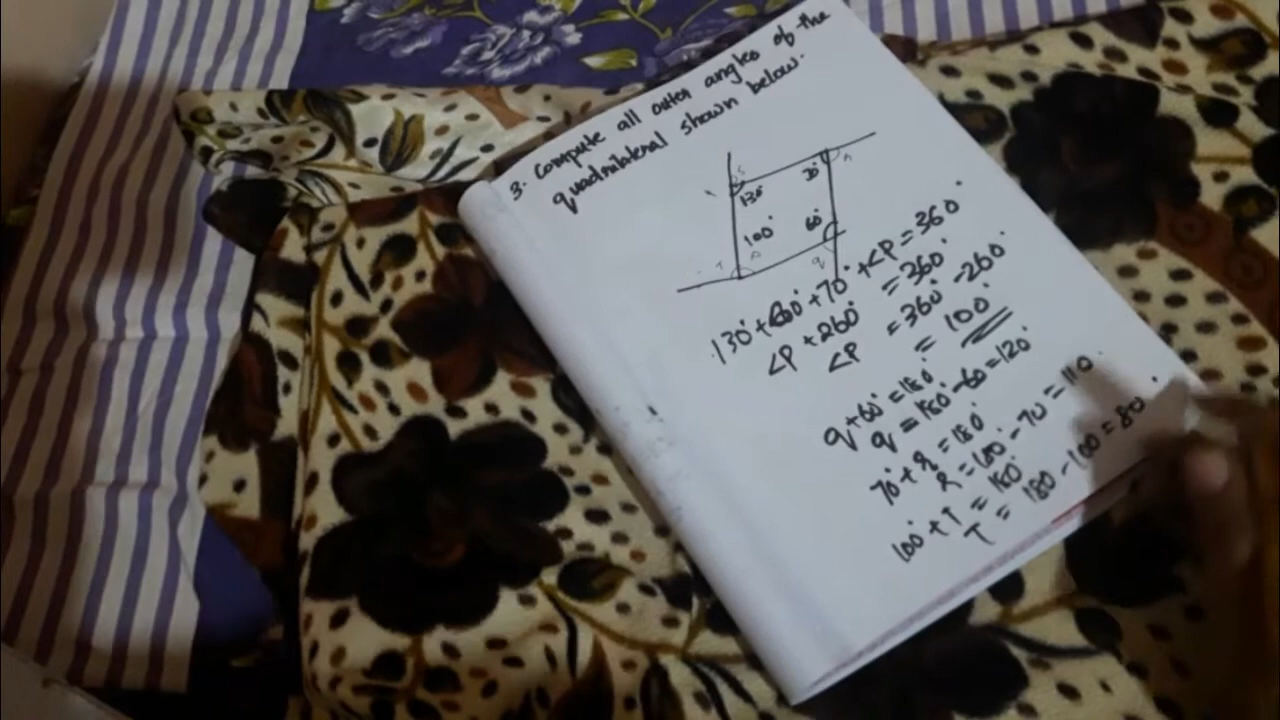 3. Compute all outer angles of the
quadrilateral shown below.
130°
70°
100°
60°
130° + 60° + 70° + ∠P = 360°
∠P + 260° = 360°
∠P = 360° - 260°
= 100°
q + 60° = 180°
q = 180° - 60 = 120°
70° + r = 180°
r = 180° - 70° = 110
100° + T = 180°
T = 180 - 100 = 80